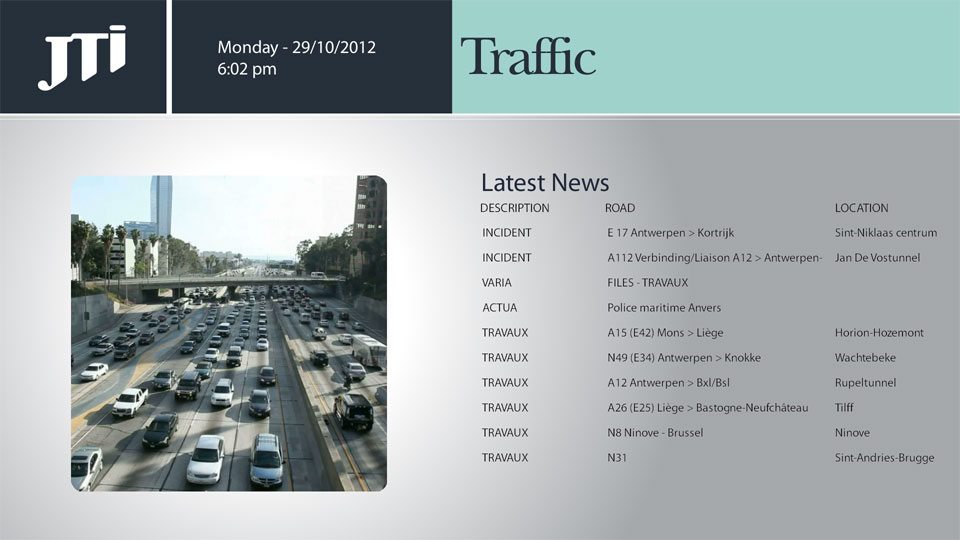 JTi
Monday - 29/10/2012
6:02 pm
Traffic
Latest News
DESCRIPTION ROAD LOCATION
INCIDENT E 17 Antwerpen > Kortrijk Sint-Niklaas centrum
INCIDENT A112 Verbinding/Liaison A12 > Antwerpen- Jan De Vostunnel
VARIA FILES - TRAVAUX
ACTUA Police maritime Anvers
TRAVAUX A15 (E42) Mons > Liège Horion-Hozemont
TRAVAUX N49 (E34) Antwerpen > Knokke Wachtebeke
TRAVAUX A12 Antwerpen > Bxl/Bsl Rupeltunnel
TRAVAUX A26 (E25) Liège > Bastogne-Neufchâteau Tilff
TRAVAUX N8 Ninove - Brussel Ninove
TRAVAUX N31 Sint-Andries-Brugge